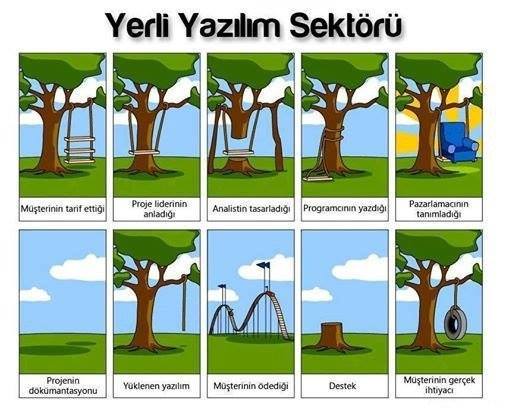 Yerli Yazılım Sektörü
Müşterinin tarif ettiği
Proje liderinin
anladığı
Analistin tasarladığı
Programcının yazdığı
Pazarlamacının
tanımladığı
Projenin
dökümantasyonu
Yüklenen yazılım
Müşterinin ödediği
Destek
Müşterinin gerçek
ihtiyacı